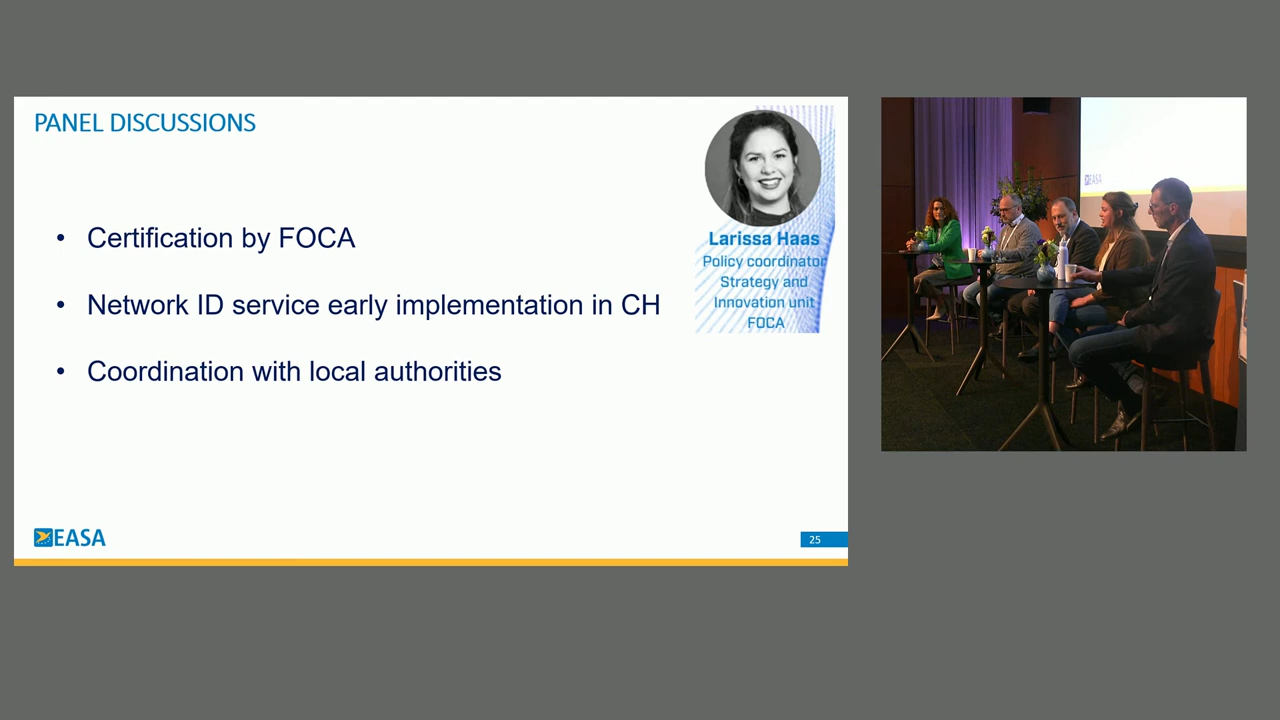 PANEL DISCUSSIONS
Larissa Haas
Policy coordinator
Strategy and
Innovation unit
FOCA
• Certification by FOCA
• Network ID service early implementation in CH
• Coordination with local authorities
EASA
25
EASA